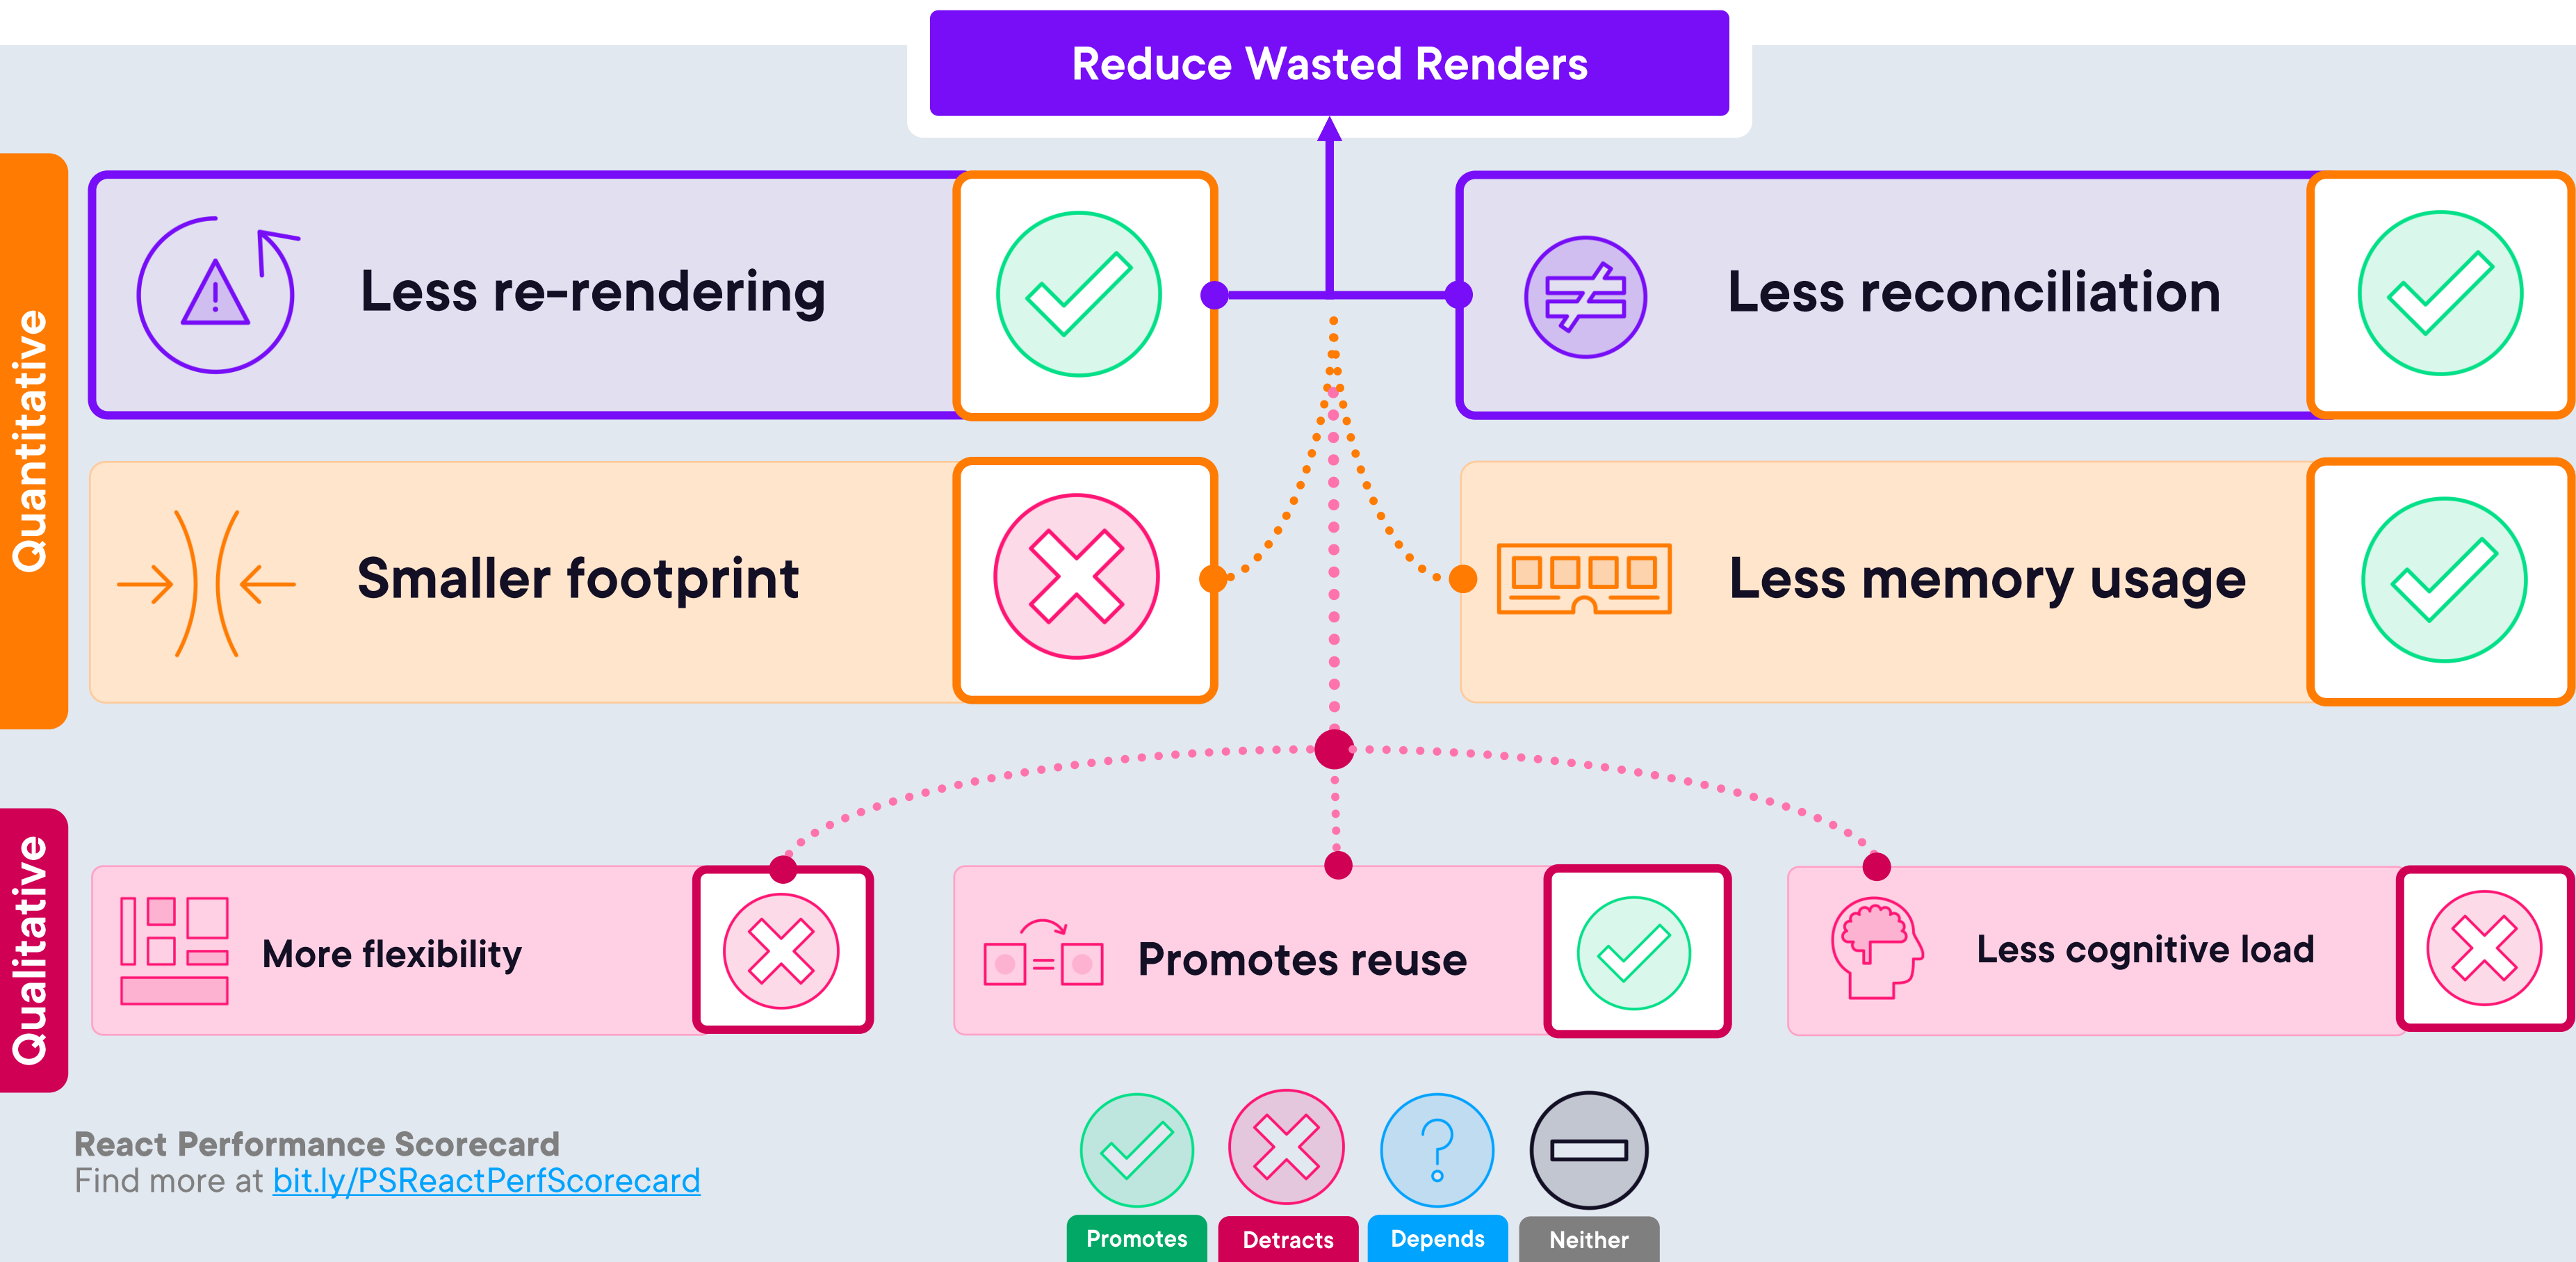 Reduce Wasted Renders
Quantitative
Less re-rendering
Less reconciliation
Smaller footprint
Less memory usage
Qualitative
More flexibility
Promotes reuse
Less cognitive load
React Performance Scorecard
Find more at bit.ly/PSReactPerfScorecard
Promotes
Detracts
Depends
Neither